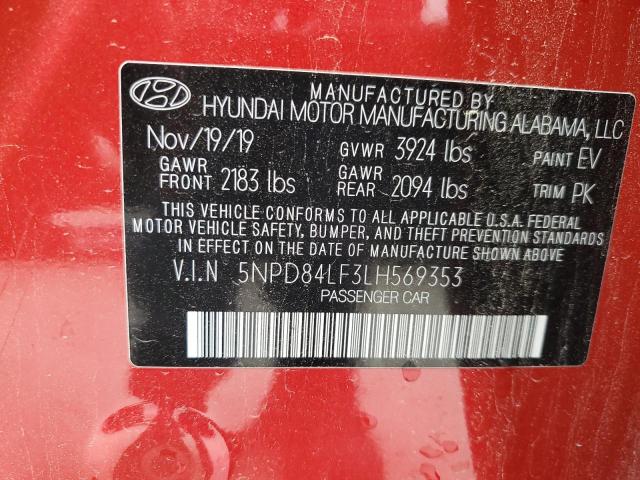 MANUFACTURED BY
HYUNDAI MOTOR MANUFACTURING ALABAMA, LLC
Nov/19/19 GVWR 3924 lbs PAINT EV
GAWR FRONT 2183 lbs GAWR REAR 2094 lbs TRIM PK
THIS VEHICLE CONFORMS TO ALL APPLICABLE U.S.A. FEDERAL
MOTOR VEHICLE SAFETY, BUMPER, AND THEFT PREVENTION STANDARDS
IN EFFECT ON THE DATE OF MANUFACTURE SHOWN ABOVE.
V.I.N 5NPD84LF3LH569353
PASSENGER CAR